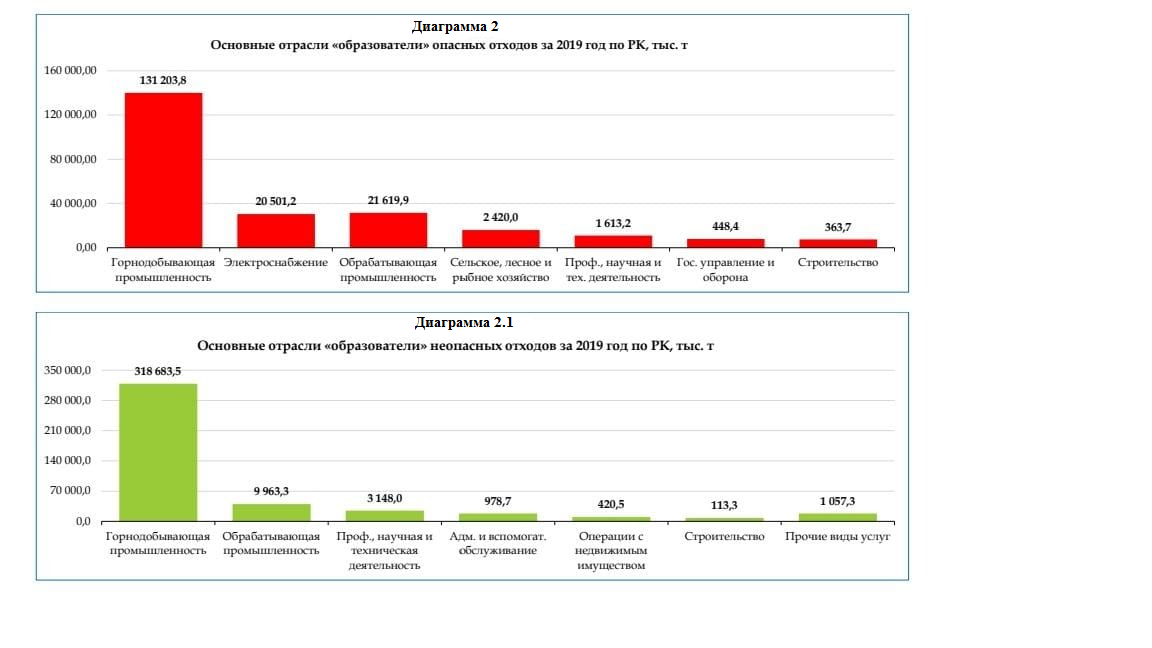 Диаграмма 2
Основные отрасли «образователи» опасных отходов за 2019 год по РК, тыс. т
160 000,00
120 000,00
80 000,00
40 000,00
0,00
131 203,8
20 501,2
21 619,9
2 420,0
1 613,2
448,4
363,7
Горнодобывающая
промышленность
Электроснабжение
Обрабатывающая
промышленность
Сельское, лесное и
рыбное хозяйство
Проф., научная и
тех. деятельность
Гос. управление и
оборона
Строительство
Диаграмма 2.1
Основные отрасли «образователи» неопасных отходов за 2019 год по РК, тыс. т
350 000,0
280 000,0
210 000,0
140 000,0
70 000,0
0,0
318 683,5
9 963,3
3 148,0
978,7
420,5
113,3
1 057,3
Горнодобывающая
промышленность
Обрабатывающая
промышленность
Проф., научная и
техническая
деятельность
Адм. и вспомогат.
обслуживание
Операции с
недвижимым
имуществом
Строительство
Прочие виды услуг